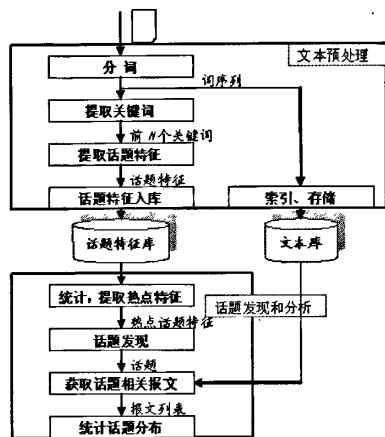 文本预处理
分 词
词序列
提取关键词
前 N个关键词
提取话题特征
话题特征
话题特征入库
索引、存储
话题特征库
文本库
统计，提取热点特征
话题发现和分析
热点话题特征
话题发现
话题
获取话题相关报文
报文列表
统计话题分布